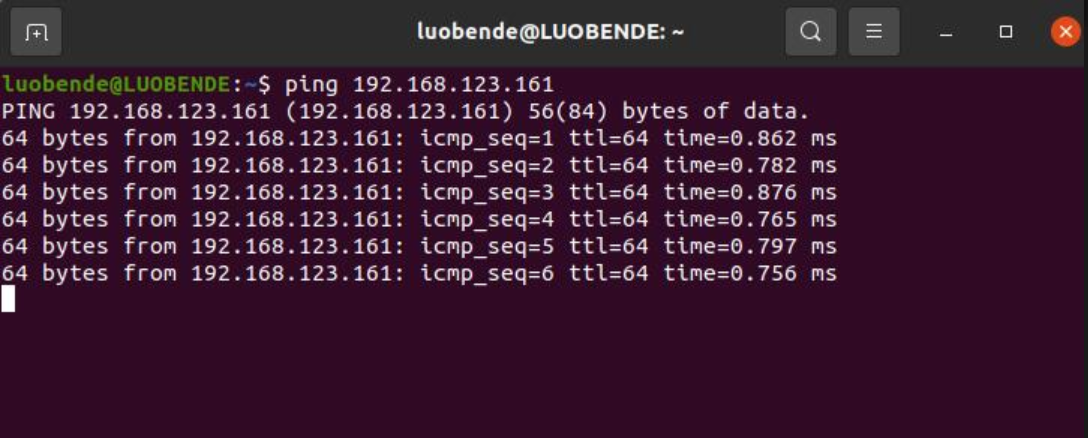 luobende@LUOBENDE: ~
luobende@LUOBENDE:~$ ping 192.168.123.161
PING 192.168.123.161 (192.168.123.161) 56(84) bytes of data.
64 bytes from 192.168.123.161: icmp_seq=1 ttl=64 time=0.862 ms
64 bytes from 192.168.123.161: icmp_seq=2 ttl=64 time=0.782 ms
64 bytes from 192.168.123.161: icmp_seq=3 ttl=64 time=0.876 ms
64 bytes from 192.168.123.161: icmp_seq=4 ttl=64 time=0.765 ms
64 bytes from 192.168.123.161: icmp_seq=5 ttl=64 time=0.797 ms
64 bytes from 192.168.123.161: icmp_seq=6 ttl=64 time=0.756 ms